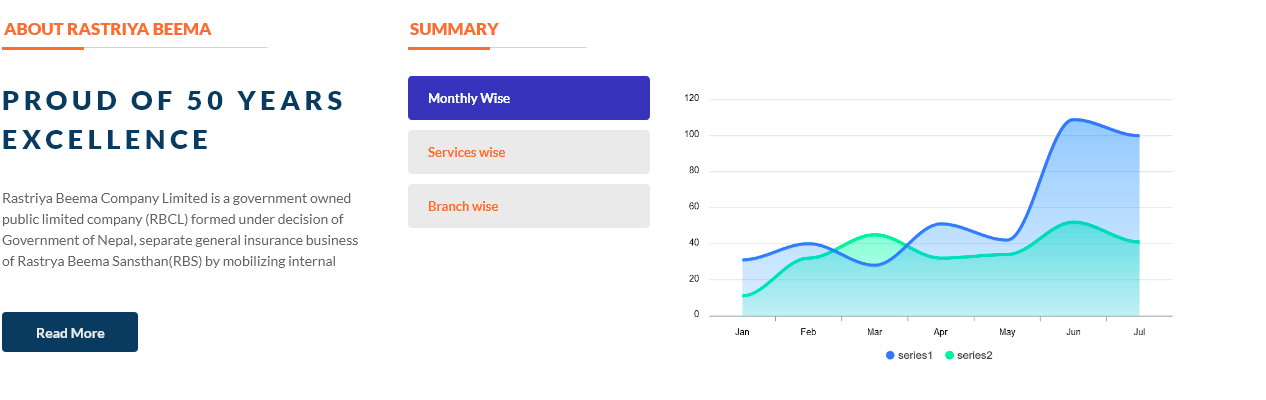 ABOUT RASTRIYA BEEMA
PROUD OF 50 YEARS
EXCELLENCE
Rastriya Beema Company Limited is a government owned
public limited company (RBCL) formed under decision of
Government of Nepal, separate general insurance business
of Rastrya Beema Sansthan(RBS) by mobilizing internal
Read More
SUMMARY
Monthly Wise
Services wise
Branch wise
120
100
80
60
40
20
0
Jan Feb Mar Apr May Jun Jul
series1 series2